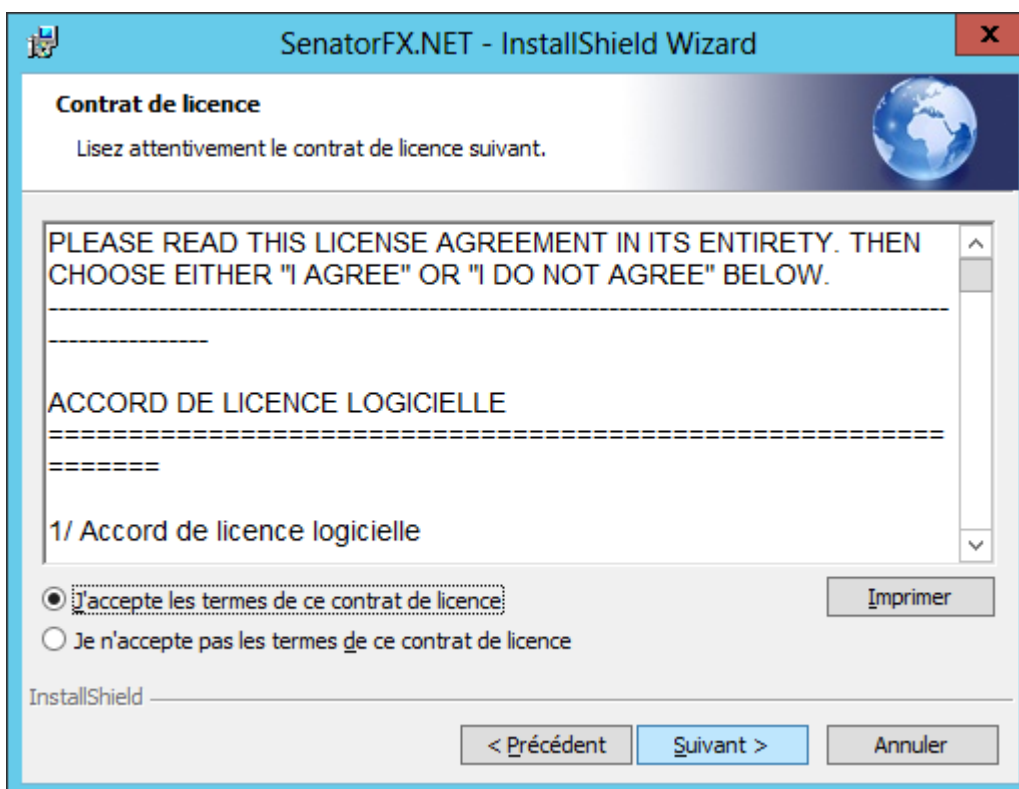 SenatorFX.NET - InstallShield Wizard
x
Contrat de licence
Lisez attentivement le contrat de licence suivant.
PLEASE READ THIS LICENSE AGREEMENT IN ITS ENTIRETY. THEN
CHOOSE EITHER "I AGREE" OR "I DO NOT AGREE" BELOW.
------------------------------------------------------------------------------------------
----------------
ACCORD DE LICENCE LOGICIELLE
========================================================
=======
1/ Accord de licence logicielle
J'accepte les termes de ce contrat de licence
Imprimer
Je n'accepte pas les termes de ce contrat de licence
InstallShield
< Précédent
Suivant >
Annuler